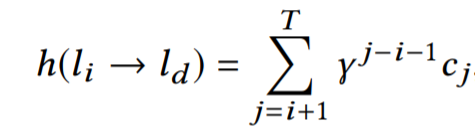 h(l_i → l_d) = \sum_{j=i+1}^{T} γ^{j-i-1} c_j.